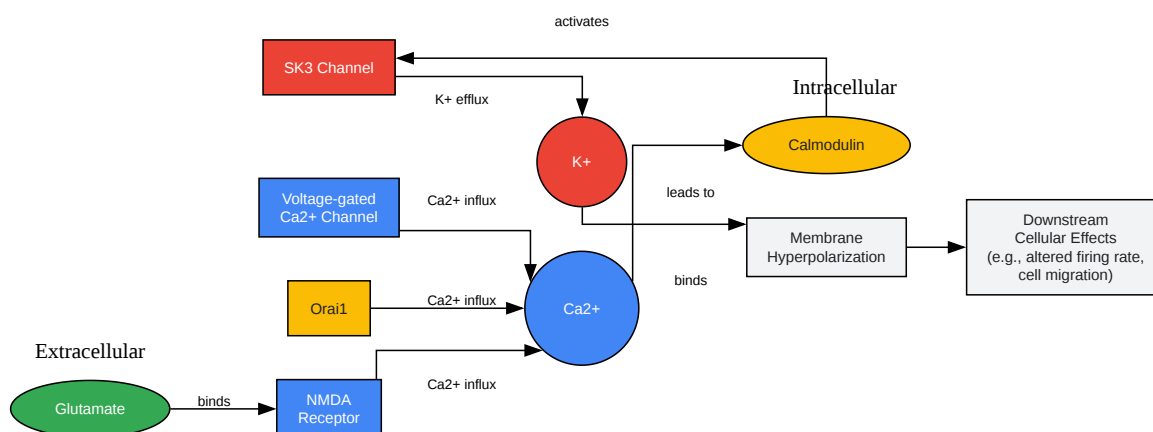 activates
SK3 Channel
K+ efflux
Intracellular
K+
Calmodulin
Voltage-gated
Ca2+ Channel
Ca2+ influx
leads to
Membrane
Hyperpolarization
Downstream
Cellular Effects
(e.g., altered firing rate,
cell migration)
binds
Orai1
Ca2+ influx
Ca2+
Extracellular
Glutamate
binds
NMDA
Receptor
Ca2+ influx